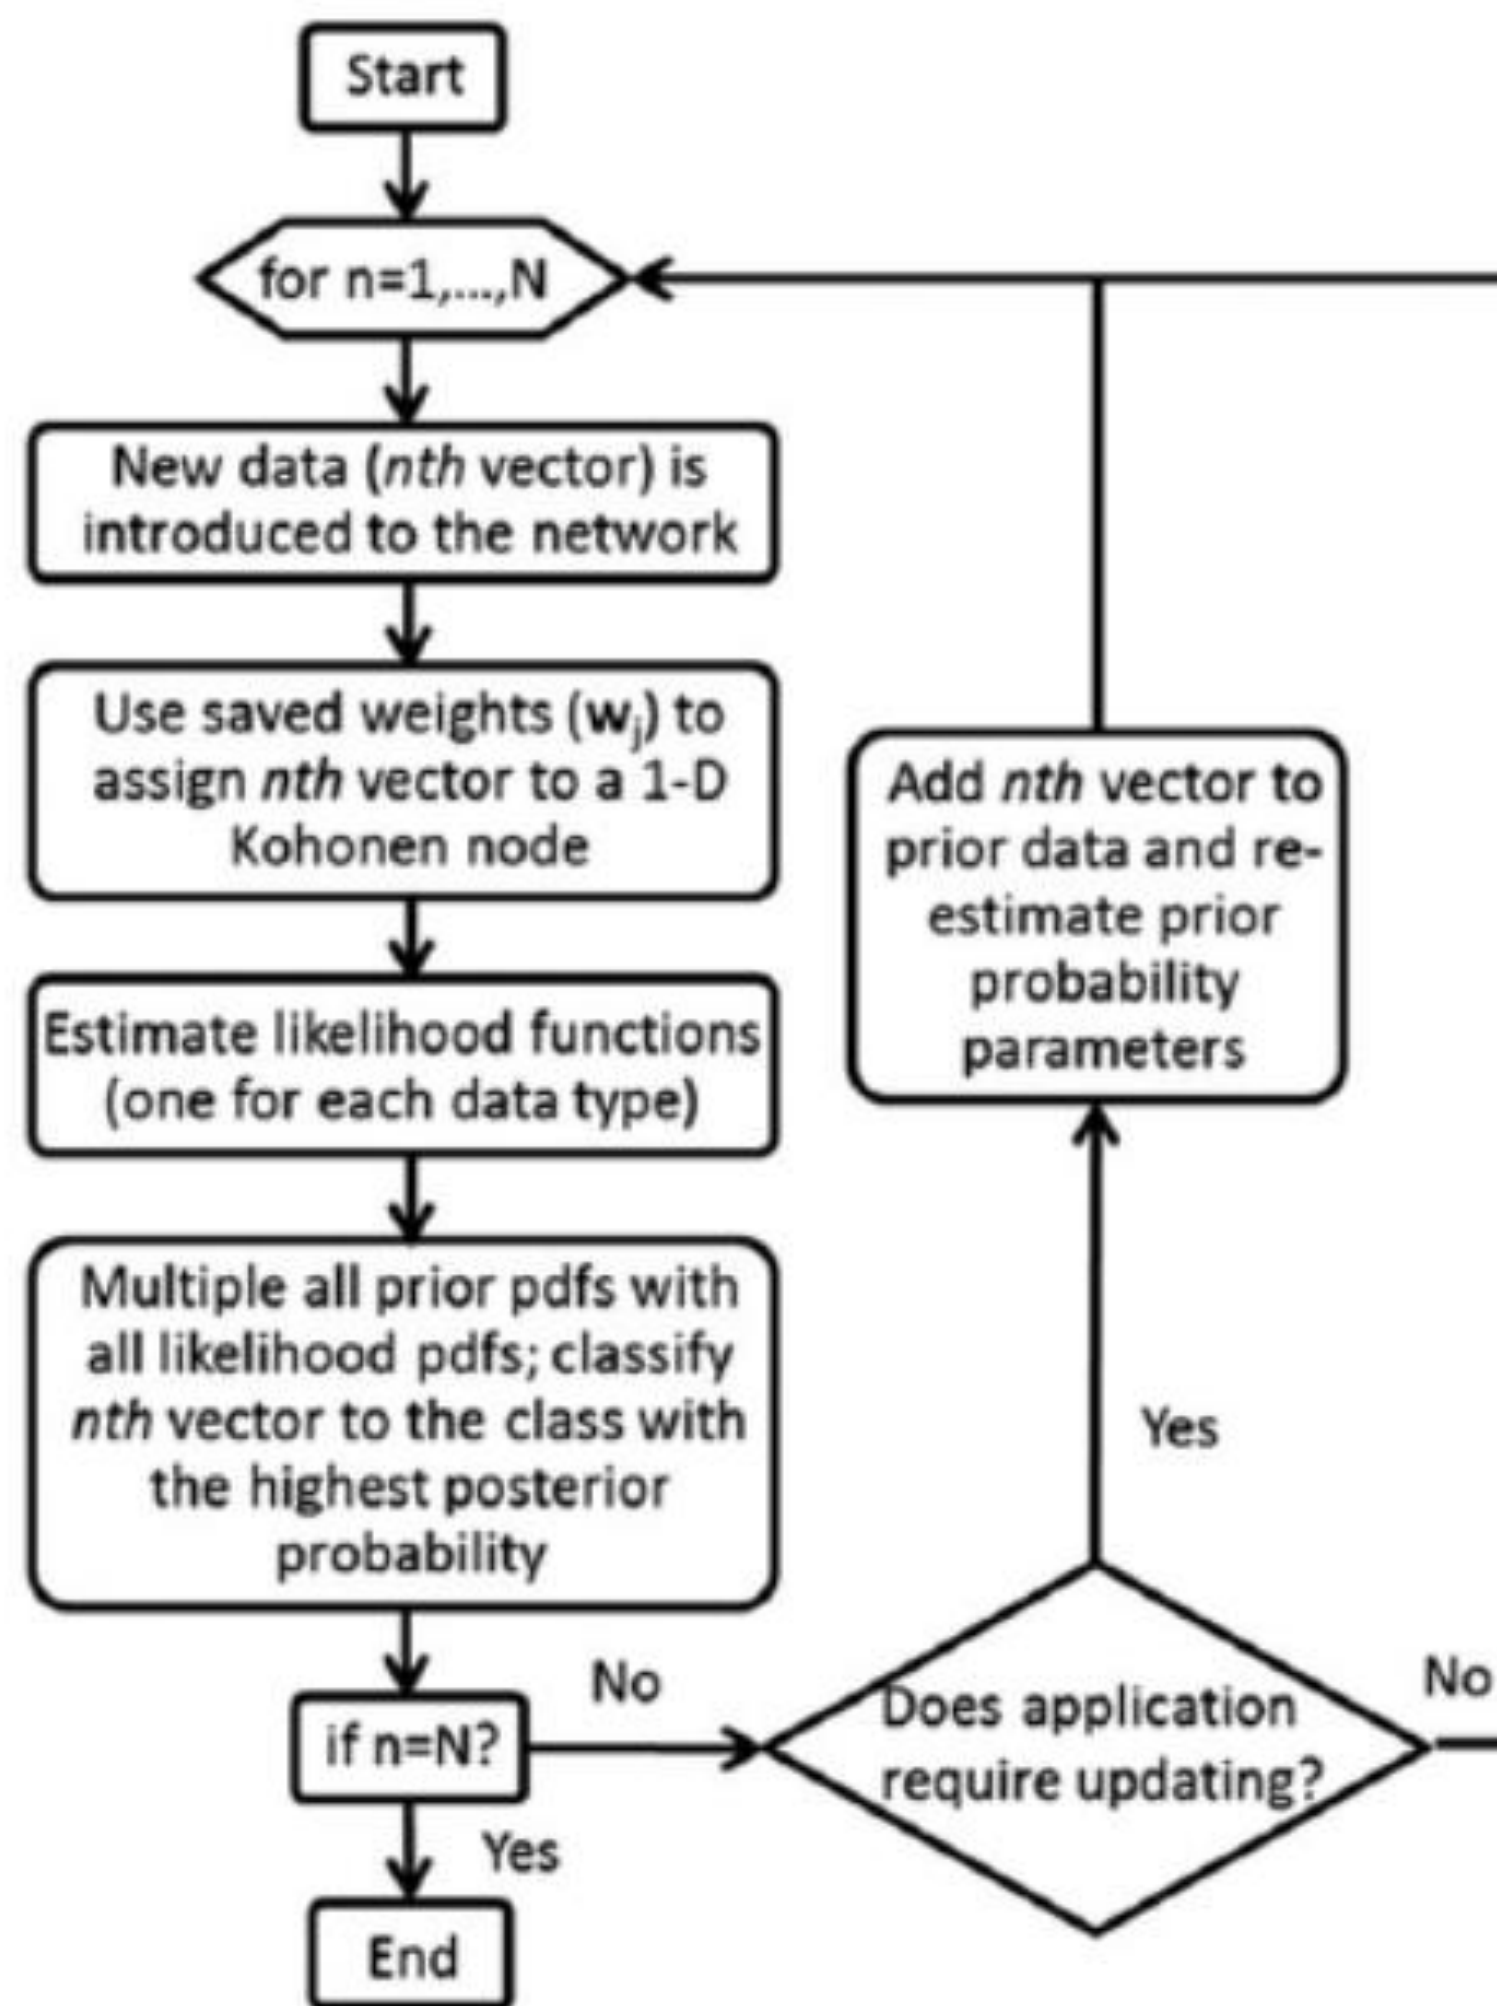 Start
for n=1,...,N
New data (nth vector) is
introduced to the network
Use saved weights (wj) to
assign nth vector to a 1-D
Kohonen node
Estimate likelihood functions
(one for each data type)
Multiple all prior pdfs with
all likelihood pdfs; classify
nth vector to the class with
the highest posterior
probability
if n=N?
Yes
End
No
Does application
require updating?
Yes
No
Add nth vector to
prior data and re-
estimate prior
probability
parameters